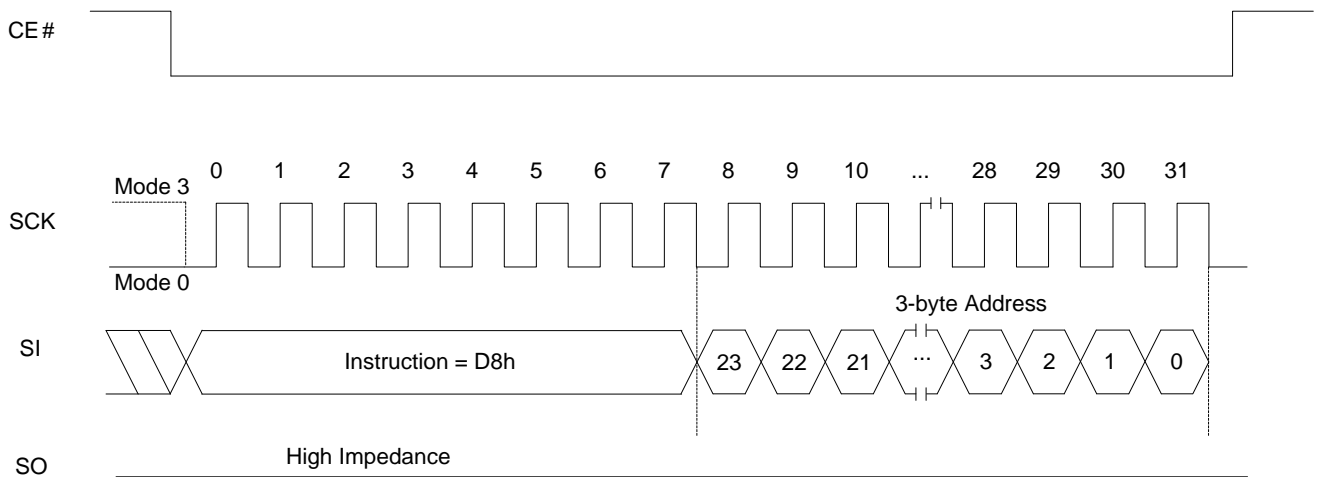 CE#
0 1 2 3 4 5 6 7 8 9 10 ... 28 29 30 31
Mode 3
SCK
Mode 0
3-byte Address
SI
Instruction = D8h
23 22 21 ... 3 2 1 0
High Impedance
SO